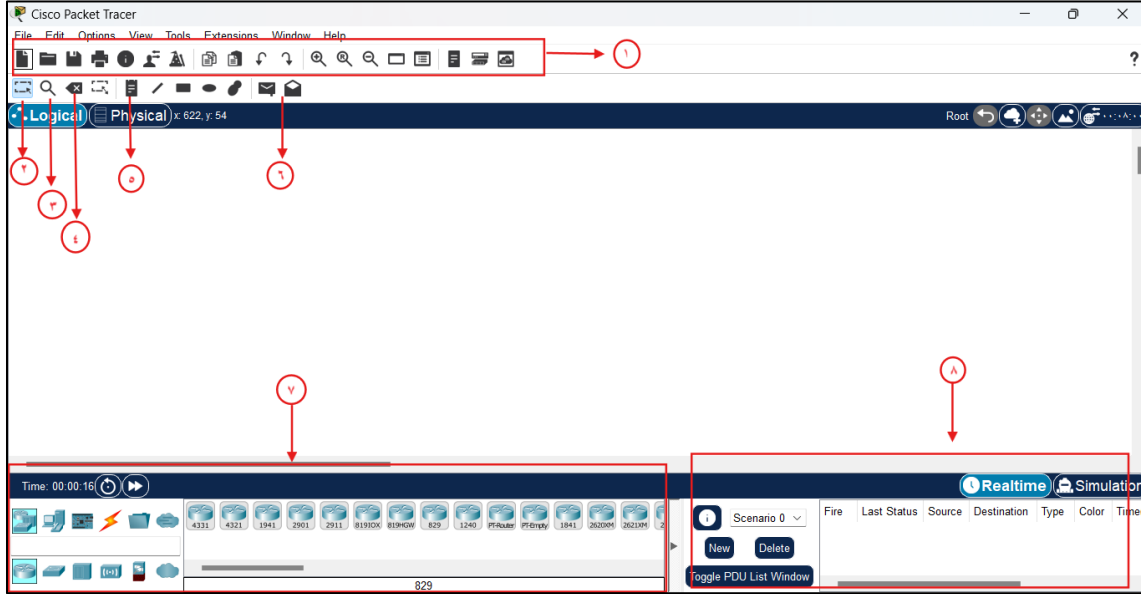 Cisco Packet Tracer
File Edit Options View Tools Extensions Window Help
١
?
Logical Physical x: 622, y: 54 Root
٢
٥
٦
٣
٤
٨
٧
Time: 00:00:16 Realtime Simulation
4331 4321 1941 2901 2911 819IOX 819HGW 829 1240 PT-Router PT-Empty 1841 2620XM 2621XM 2
Scenario 0 Fire Last Status Source Destination Type Color Time
New Delete
Toggle PDU List Window
829